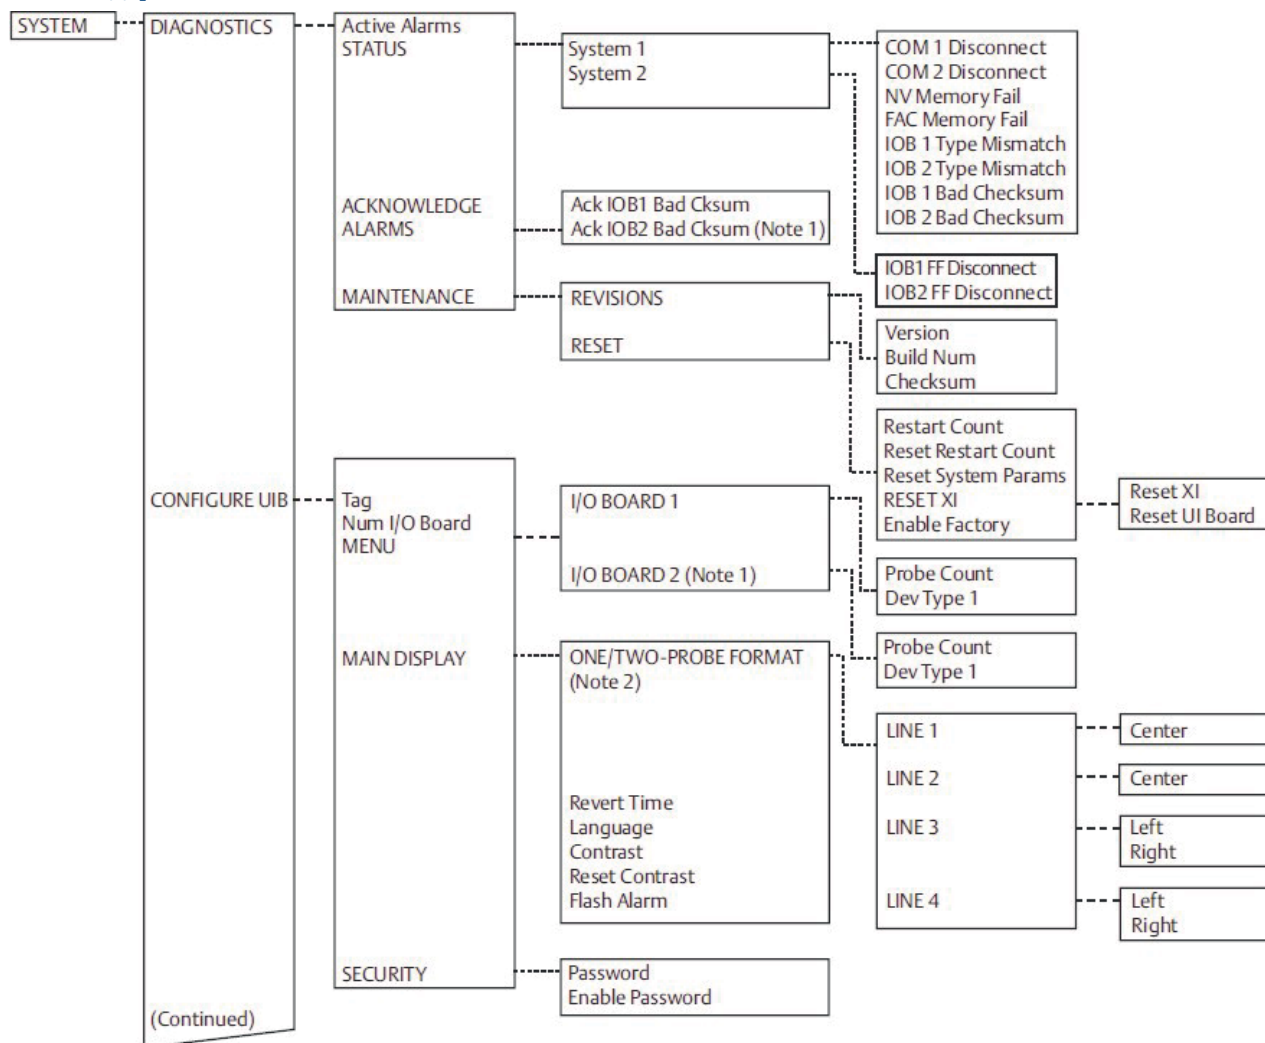 SYSTEM
DIAGNOSTICS
Active Alarms
STATUS
System 1
System 2
COM 1 Disconnect
COM 2 Disconnect
NV Memory Fail
FAC Memory Fail
IOB 1 Type Mismatch
IOB 2 Type Mismatch
IOB 1 Bad Checksum
IOB 2 Bad Checksum
IOB1 FF Disconnect
IOB2 FF Disconnect
ACKNOWLEDGE
ALARMS
Ack IOB1 Bad Cksum
Ack IOB2 Bad Cksum (Note 1)
MAINTENANCE
REVISIONS
RESET
Version
Build Num
Checksum
Restart Count
Reset Restart Count
Reset System Params
RESET XI
Enable Factory
Reset XI
Reset UI Board
CONFIGURE UIB
Tag
Num I/O Board
MENU
I/O BOARD 1
I/O BOARD 2 (Note 1)
Probe Count
Dev Type 1
Probe Count
Dev Type 1
MAIN DISPLAY
ONE/TWO-PROBE FORMAT
(Note 2)
Revert Time
Language
Contrast
Reset Contrast
Flash Alarm
LINE 1
Center
LINE 2
Center
LINE 3
Left
Right
LINE 4
Left
Right
SECURITY
Password
Enable Password
(Continued)